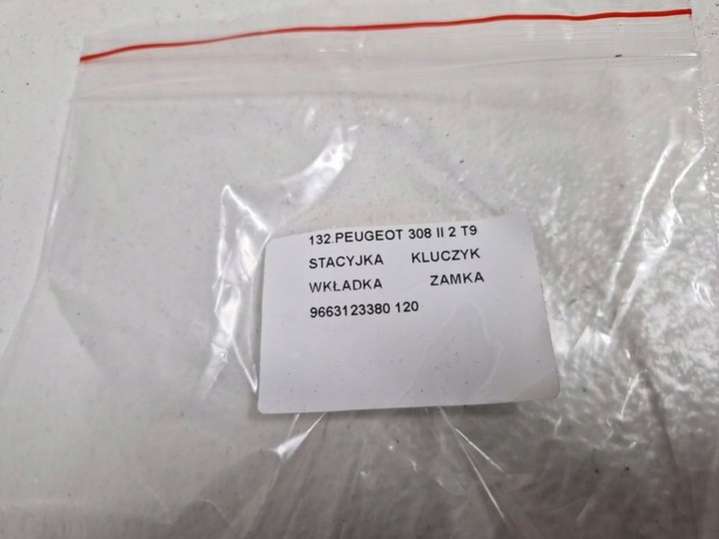 132.PEUGEOT 308 II 2 T9
STACYJKA KLUCZYK
WKŁADKA ZAMKA
9663123380 120